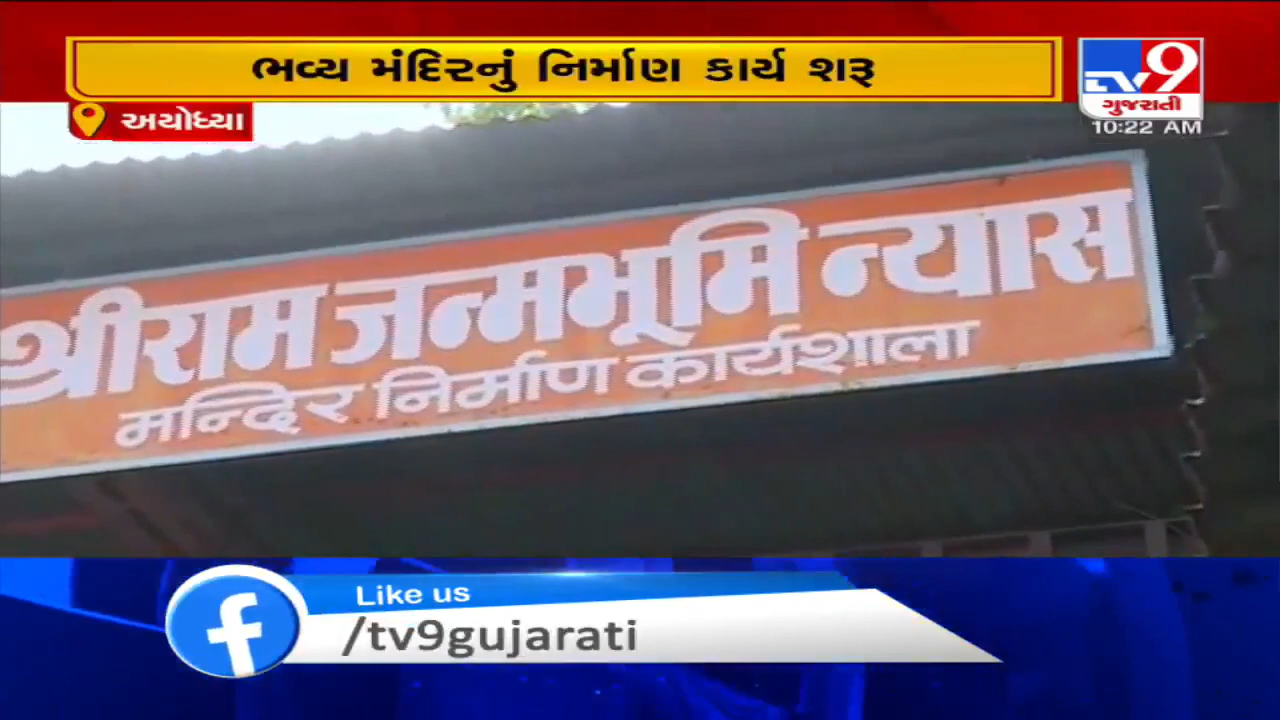 ભવ્ય મંદિરનું નિર્માણ કાર્ય શરૂ
TV9
ગુજરાતી
અયોધ્યા
10:22 AM
श्रीराम जन्मभूमि न्यास
मन्दिर निर्माण कार्यशाला
Like us
/tv9gujarati